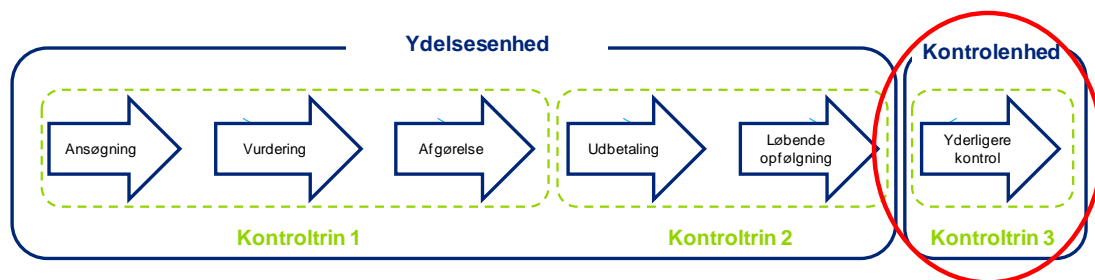 Ydelsesenhed
Kontrolenhed
Ansøgning
Vurdering
Afgørelse
Udbetaling
Løbende
opfølgning
Yderligere
kontrol
Kontroltrin 1
Kontroltrin 2
Kontroltrin 3